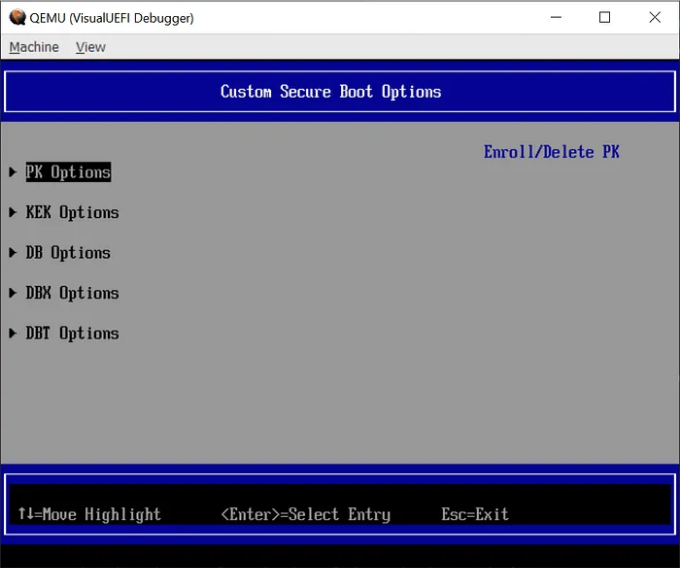 QEMU (VisualUEFI Debugger)
Machine View
Custom Secure Boot Options
Enroll/Delete PK
PK Options
KEK Options
DB Options
DBX Options
DBT Options
↑↓=Move Highlight <Enter>=Select Entry Esc=Exit